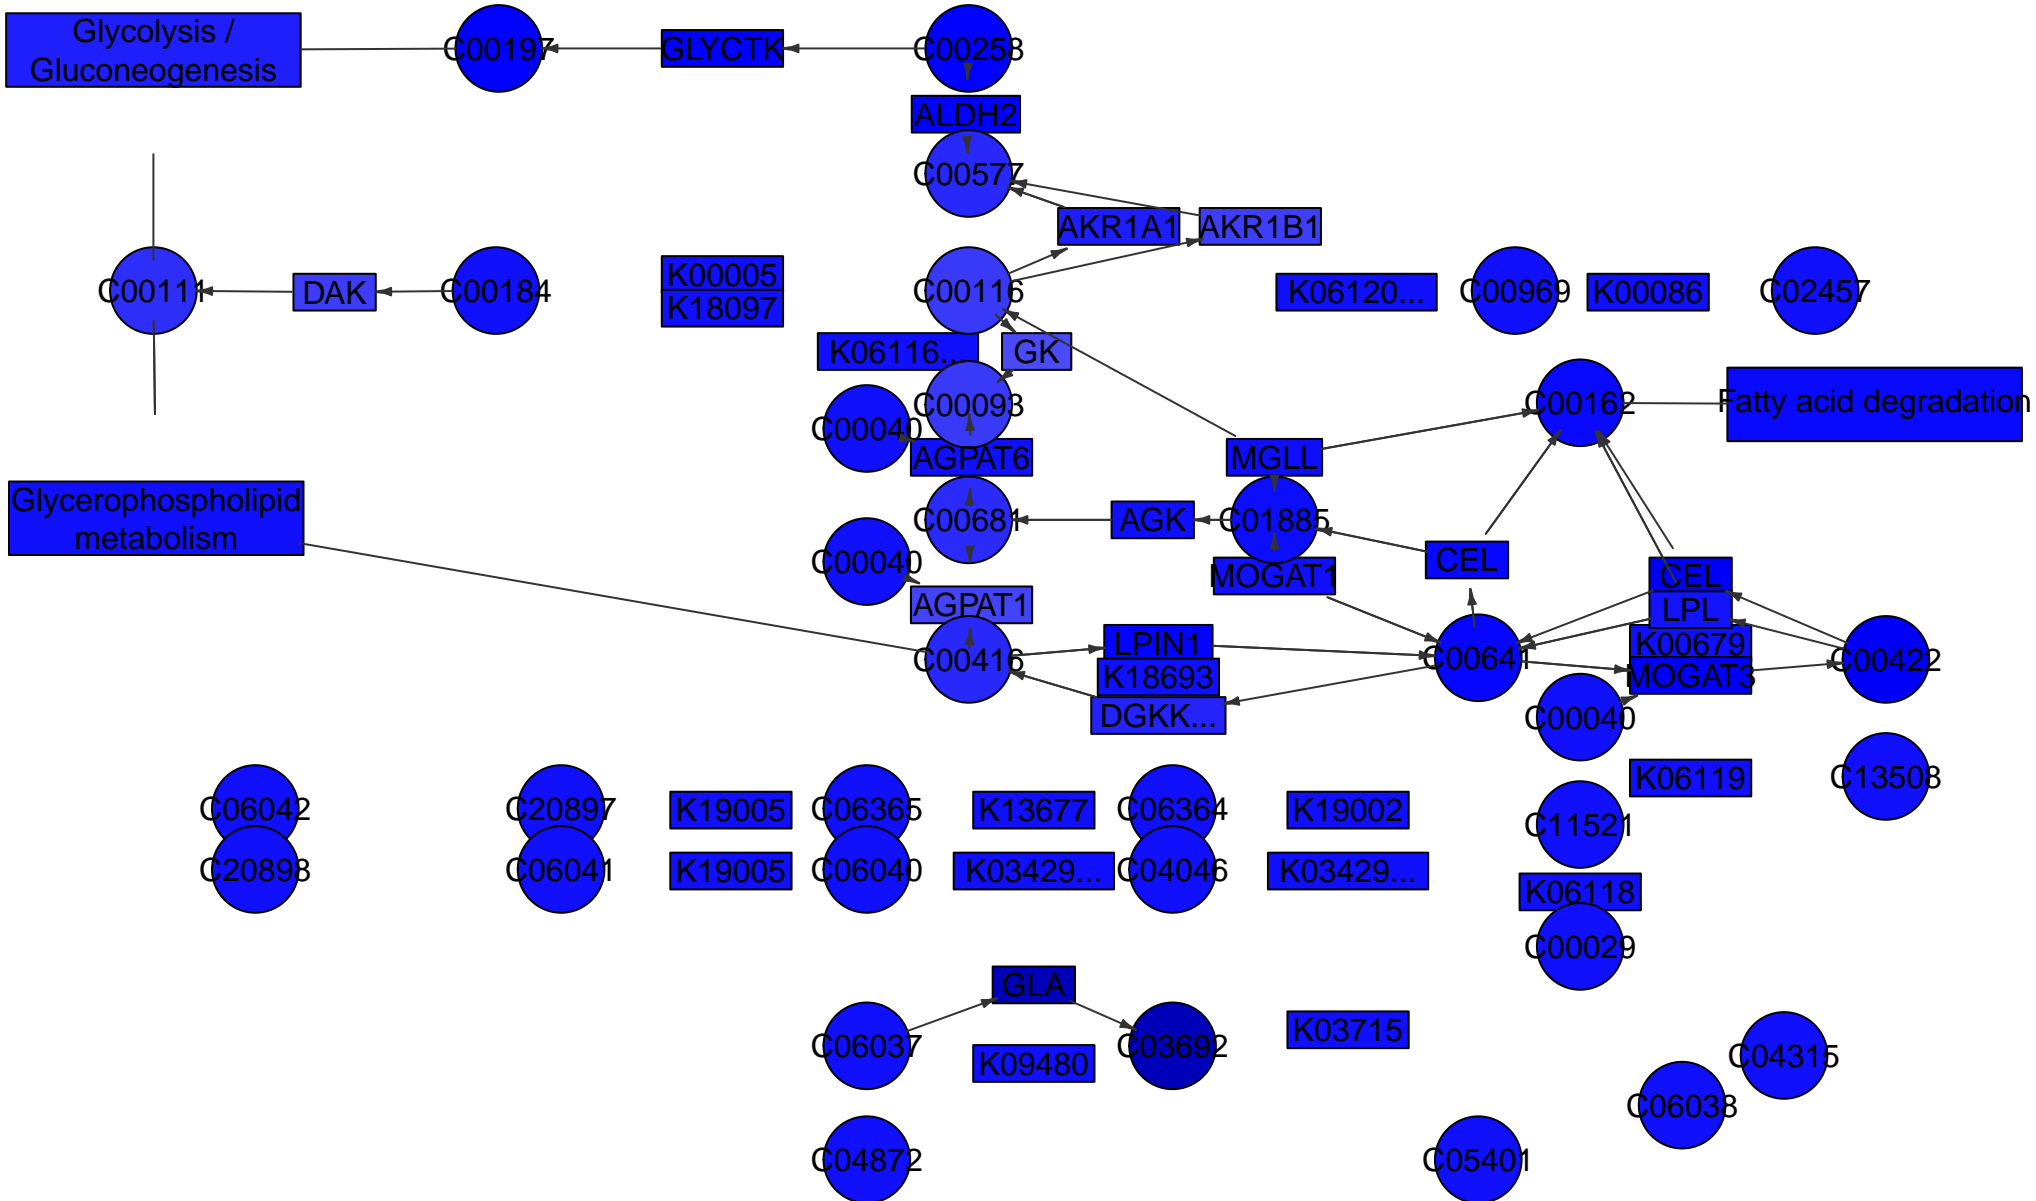 Glycolysis /
Gluconeogenesis
C00197
GLYCTK
C00258
ALDH2
C00577
AKR1A1
AKR1B1
C00111
DAK
C00184
K00005
K18097
C00116
K06120...
C00969
K00086
C02457
K06116...
GK
C00093
C00040
AGPAT6
MGLL
C00162
Fatty acid degradation
Glycerophospholipid
metabolism
C00681
AGK
C01885
C00040
MOGAT1
CEL
CEL
AGPAT1
LPL
C00416
LPIN1
K18693
DGKK...
C00641
K00679
MOGAT3
C00422
C00040
K06119
C13508
C06042
C20897
K19005
C06365
K13677
C06364
K19002
C11521
C20898
C06041
K19005
C06040
K03429...
C04046
K03429...
K06118
C00029
GLA
C06037
K09480
C03692
K03715
C04315
C06038
C04872
C05401